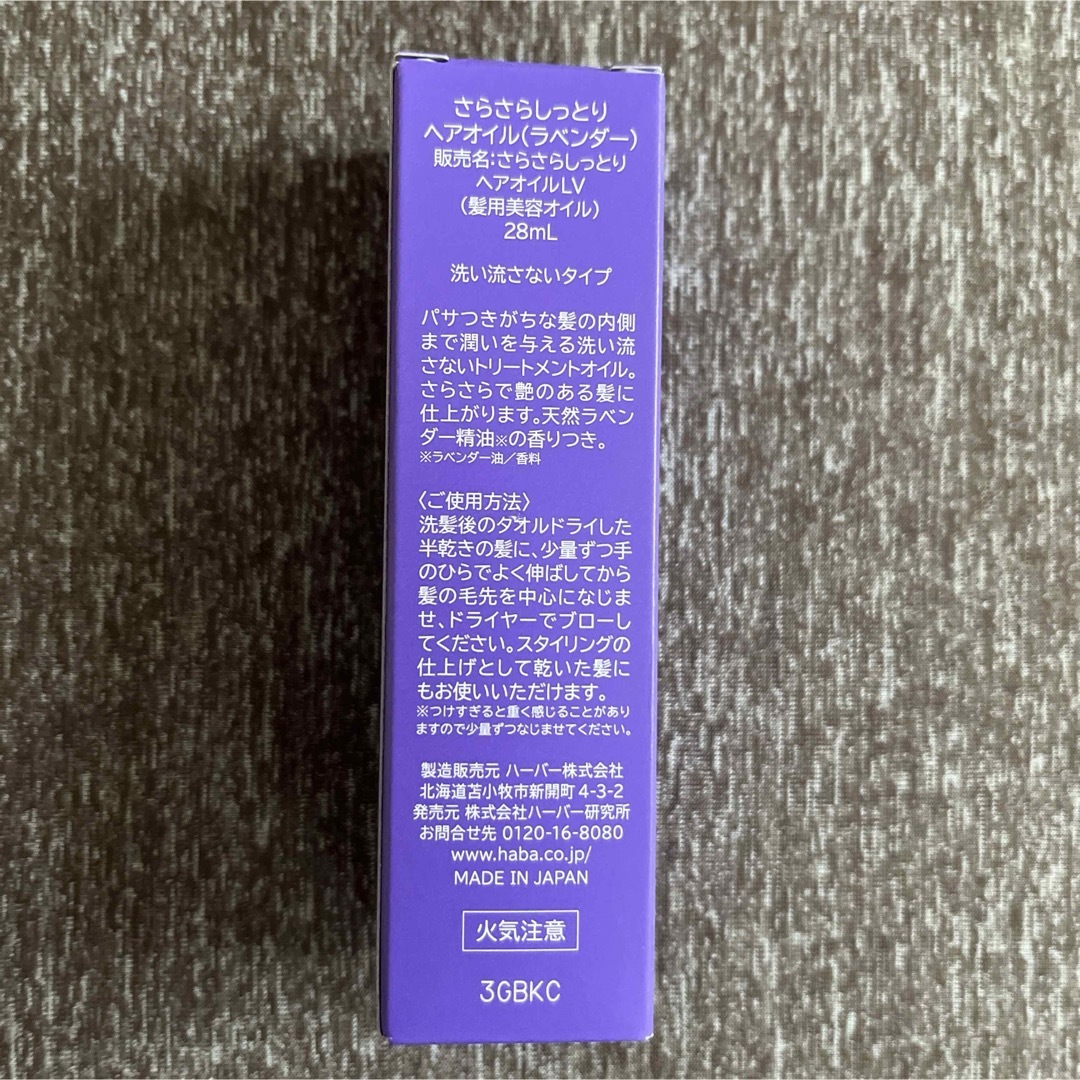 さらさらしっとり
ヘアオイル(ラベンダー)
販売名:さらさらしっとり
ヘアオイルLV
(髪用美容オイル)
28mL
洗い流さないタイプ
パサつきがちな髪の内側
まで潤いを与える洗い流
さないトリートメントオイル。
さらさらで艶のある髪に
仕上がります。天然ラベン
ダー精油※の香りつき。
※ラベンダー油/香料
〈ご使用方法〉
洗髪後のタオルドライした
半乾きの髪に、少量ずつ手
のひらでよく伸ばしてから
髪の毛先を中心になじま
せ、ドライヤーでブローし
てください。スタイリングの
仕上げとして乾いた髪に
もお使いいただけます。
※つけすぎると重く感じることがあり
ますので少量ずつなじませてください。
製造販売元 ハーバー株式会社
北海道苫小牧市新開町4-3-2
発売元 株式会社ハーバー研究所
お問合せ先 0120-16-8080
www.haba.co.jp/
MADE IN JAPAN
火気注意
3GBKC